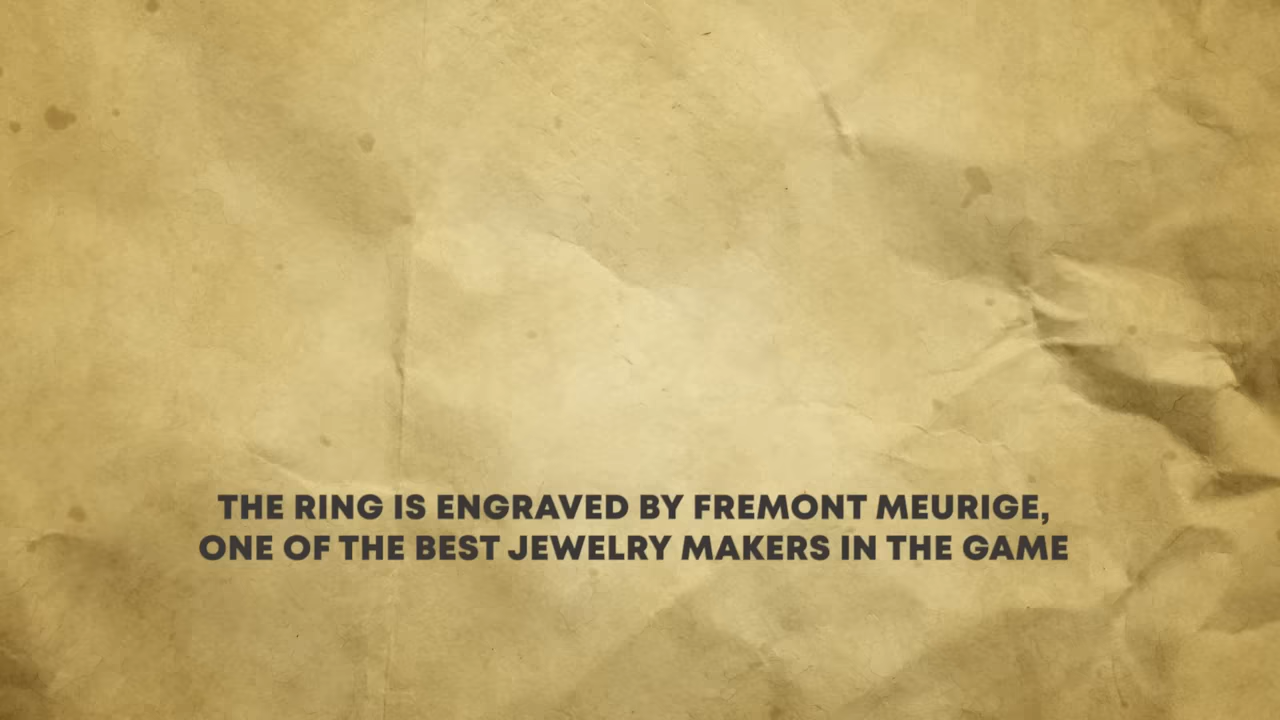 THE RING IS ENGRAVED BY FREMONT MEURIGE,
ONE OF THE BEST JEWELRY MAKERS IN THE GAME